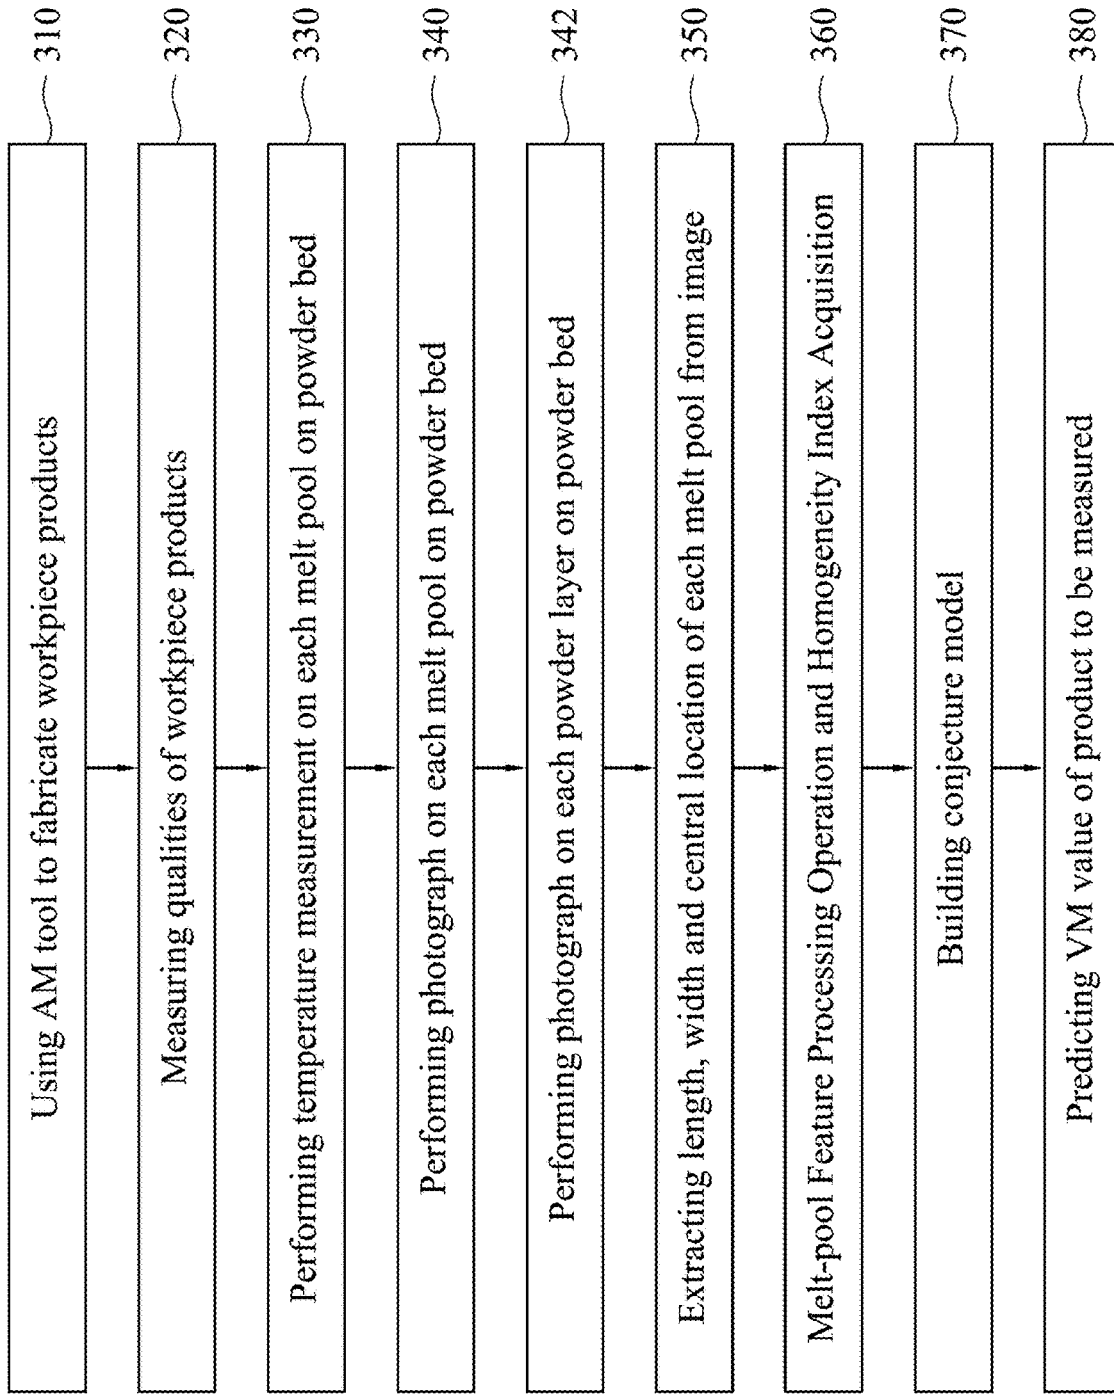 Using AM tool to fabricate workpiece products
310
Measuring qualities of workpiece products
320
Performing temperature measurement on each melt pool on powder bed
330
Performing photograph on each melt pool on powder bed
340
Performing photograph on each powder layer on powder bed
342
Extracting length, width and central location of each melt pool from image
350
Melt-pool Feature Processing Operation and Homogeneity Index Acquisition
360
Building conjecture model
370
Predicting VM value of product to be measured
380